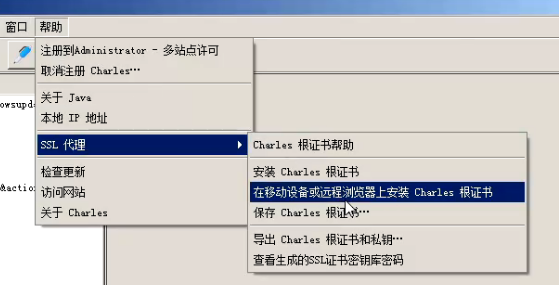 窗口 帮助
注册到Administrator - 多站点许可
取消注册 Charles…
关于 Java
本地 IP 地址
SSL 代理
检查更新
访问网站
关于 Charles
Charles 根证书帮助
安装 Charles 根证书
在移动设备或远程浏览器上安装 Charles 根证书
保存 Charles 根证书…
导出 Charles 根证书和私钥…
查看生成的SSL证书密钥库密码
owsupd
&actio